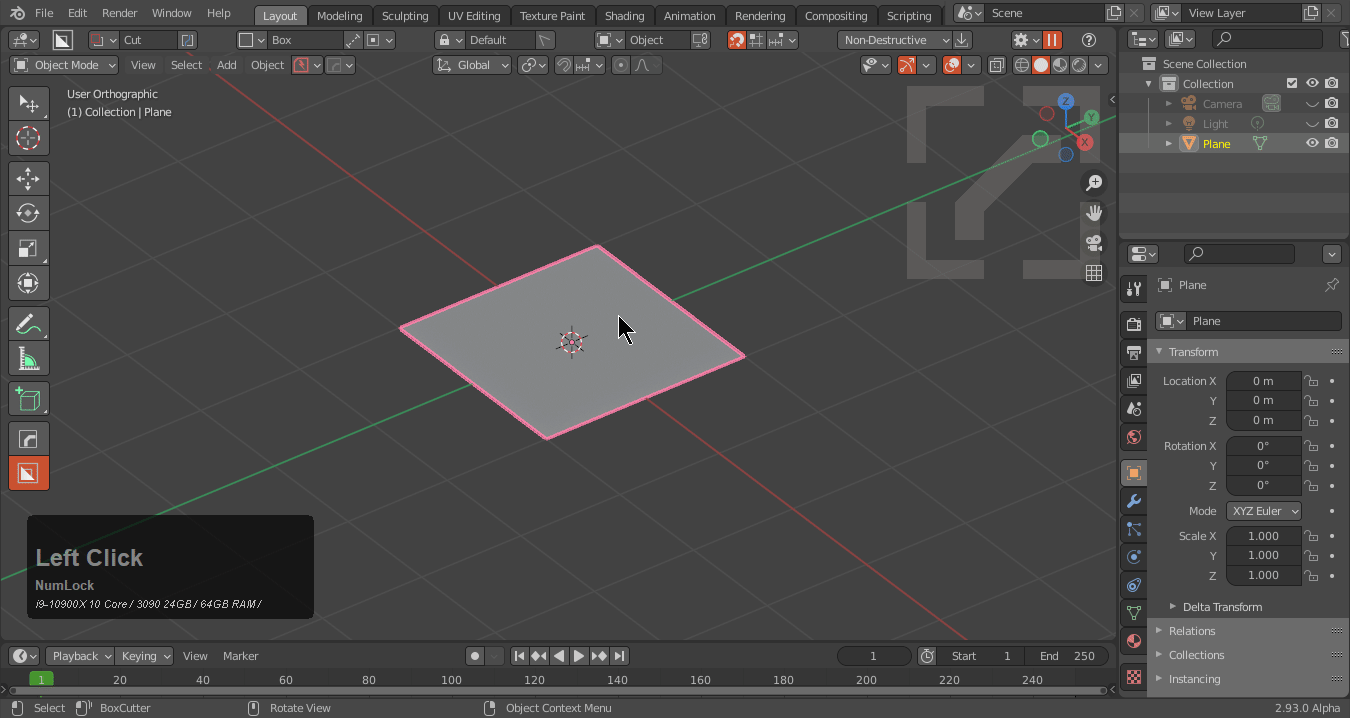 File Edit Render Window Help Layout Modeling Sculpting UV Editing Texture Paint Shading Animation Rendering Compositing Scripting Scene View Layer
Cut Box Default Object Non-Destructive
Object Mode View Select Add Object Global
User Orthographic
(1) Collection | Plane
Z
Y
X
Left Click
NumLock
i9-10900X 10 Core / 3090 24GB / 64GB RAM /
Scene Collection
Collection
Camera
Light
Plane
Plane
Plane
Transform
Location X 0 m
Y 0 m
Z 0 m
Rotation X 0°
Y 0°
Z 0°
Mode XYZ Euler
Scale X 1.000
Y 1.000
Z 1.000
Delta Transform
Relations
Collections
Instancing
Playback Keying View Marker 1 Start 1 End 250
1 20 40 60 80 100 120 140 160 180 200 220 240
Select BoxCutter Rotate View Object Context Menu 2.93.0 Alpha